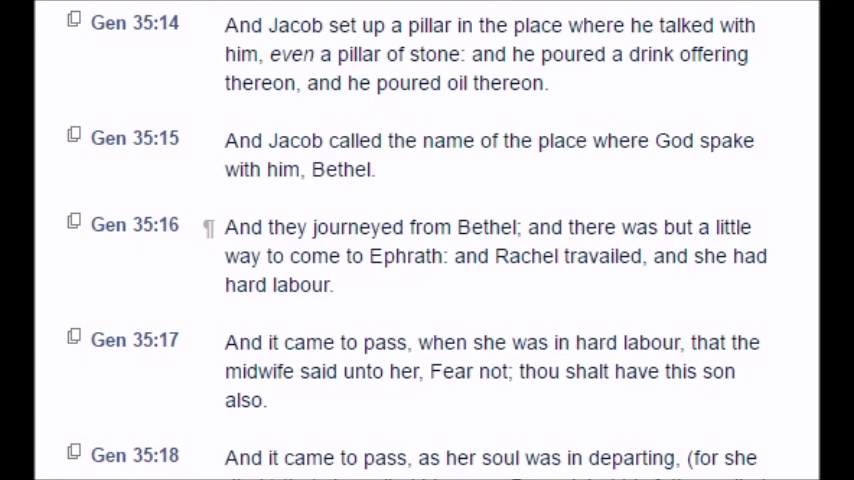 Gen 35:14 And Jacob set up a pillar in the place where he talked with
him, even a pillar of stone: and he poured a drink offering
thereon, and he poured oil thereon.
Gen 35:15 And Jacob called the name of the place where God spake
with him, Bethel.
Gen 35:16 ¶ And they journeyed from Bethel; and there was but a little
way to come to Ephrath: and Rachel travailed, and she had
hard labour.
Gen 35:17 And it came to pass, when she was in hard labour, that the
midwife said unto her, Fear not; thou shalt have this son
also.
Gen 35:18 And it came to pass, as her soul was in departing, (for she